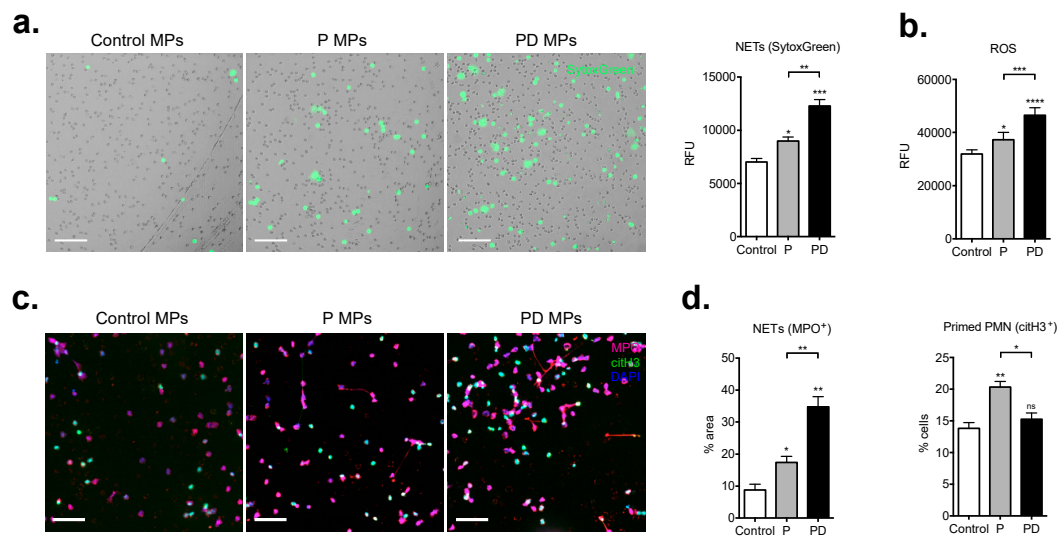 a.
Control MPs
P MPs
PD MPs
SytoxGreen
NETs (SytoxGreen)
**
***
*
15000
10000
5000
0
RFU
Control P PD
b.
ROS
***
****
*
60000
40000
20000
0
RFU
Control P PD
c.
Control MPs
P MPs
PD MPs
MPO
citH3
DAPI
d.
NETs (MPO⁺)
**
**
*
50
40
30
20
10
0
% area
Control P PD
Primed PMN (citH3⁺)
*
**
ns
25
20
15
10
5
0
% cells
Control P PD